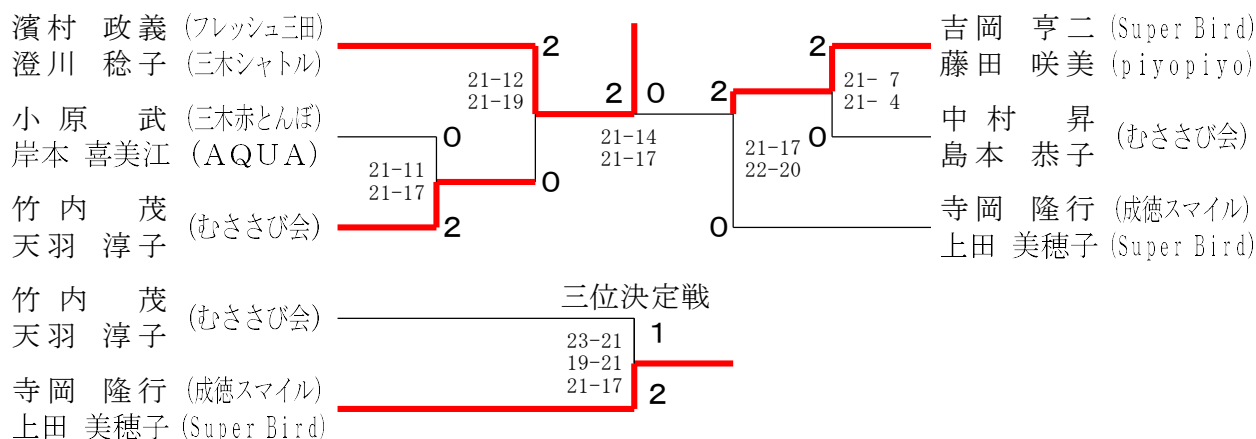 濱村 政義 (フレッシュ三田)
澄川 稔子 (三木シャトル)
小原 武 (三木赤とんぼ)
岸本 喜美江 (AQUA)
竹内 茂
天羽 淳子 (むささび会)
2
21-12
21-19
0
21-11
21-17
0
2
2 0
21-14
21-17
吉岡 亨二 (Super Bird)
藤田 咲美 (piyopiyo)
中村 昇
島本 恭子 (むささび会)
寺岡 隆行 (成徳スマイル)
上田 美穂子 (Super Bird)
2
21- 7
21- 4
2
0
21-17
22-20
0
竹内 茂
天羽 淳子 (むささび会)
寺岡 隆行 (成徳スマイル)
上田 美穂子 (Super Bird)
三位決定戦
1
23-21
19-21
21-17
2